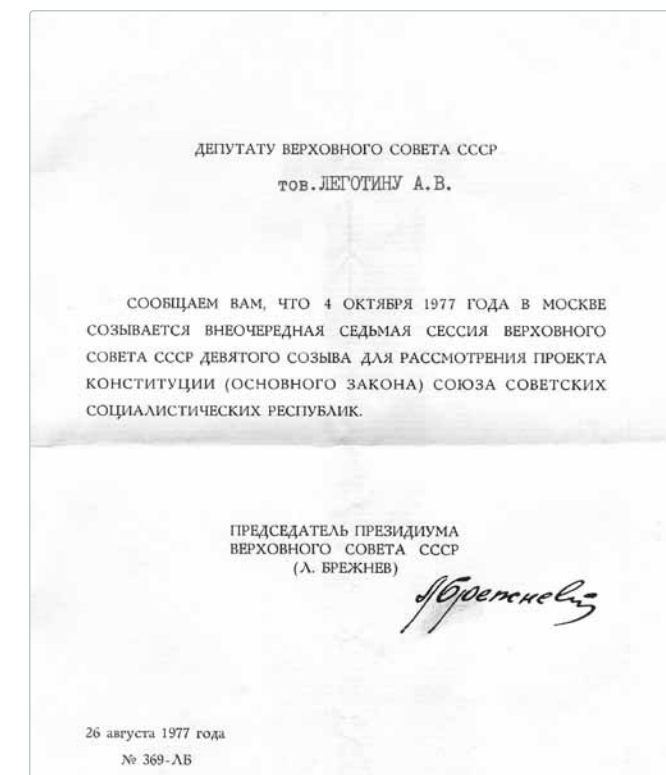 ДЕПУТАТУ ВЕРХОВНОГО СОВЕТА СССР
тов.ЛЕГОТИНУ А.В.
СООБЩАЕМ ВАМ, ЧТО 4 ОКТЯБРЯ 1977 ГОДА В МОСКВЕ
СОЗЫВАЕТСЯ ВНЕОЧЕРЕДНАЯ СЕДЬМАЯ СЕССИЯ ВЕРХОВНОГО
СОВЕТА СССР ДЕВЯТОГО СОЗЫВА ДЛЯ РАССМОТРЕНИЯ ПРОЕКТА
КОНСТИТУЦИИ (ОСНОВНОГО ЗАКОНА) СОЮЗА СОВЕТСКИХ
СОЦИАЛИСТИЧЕСКИХ РЕСПУБЛИК.
ПРЕДСЕДАТЕЛЬ ПРЕЗИДИУМА
ВЕРХОВНОГО СОВЕТА СССР
(Л. БРЕЖНЕВ)
ЛБрежнев
26 августа 1977 года
№ 369-ЛБ